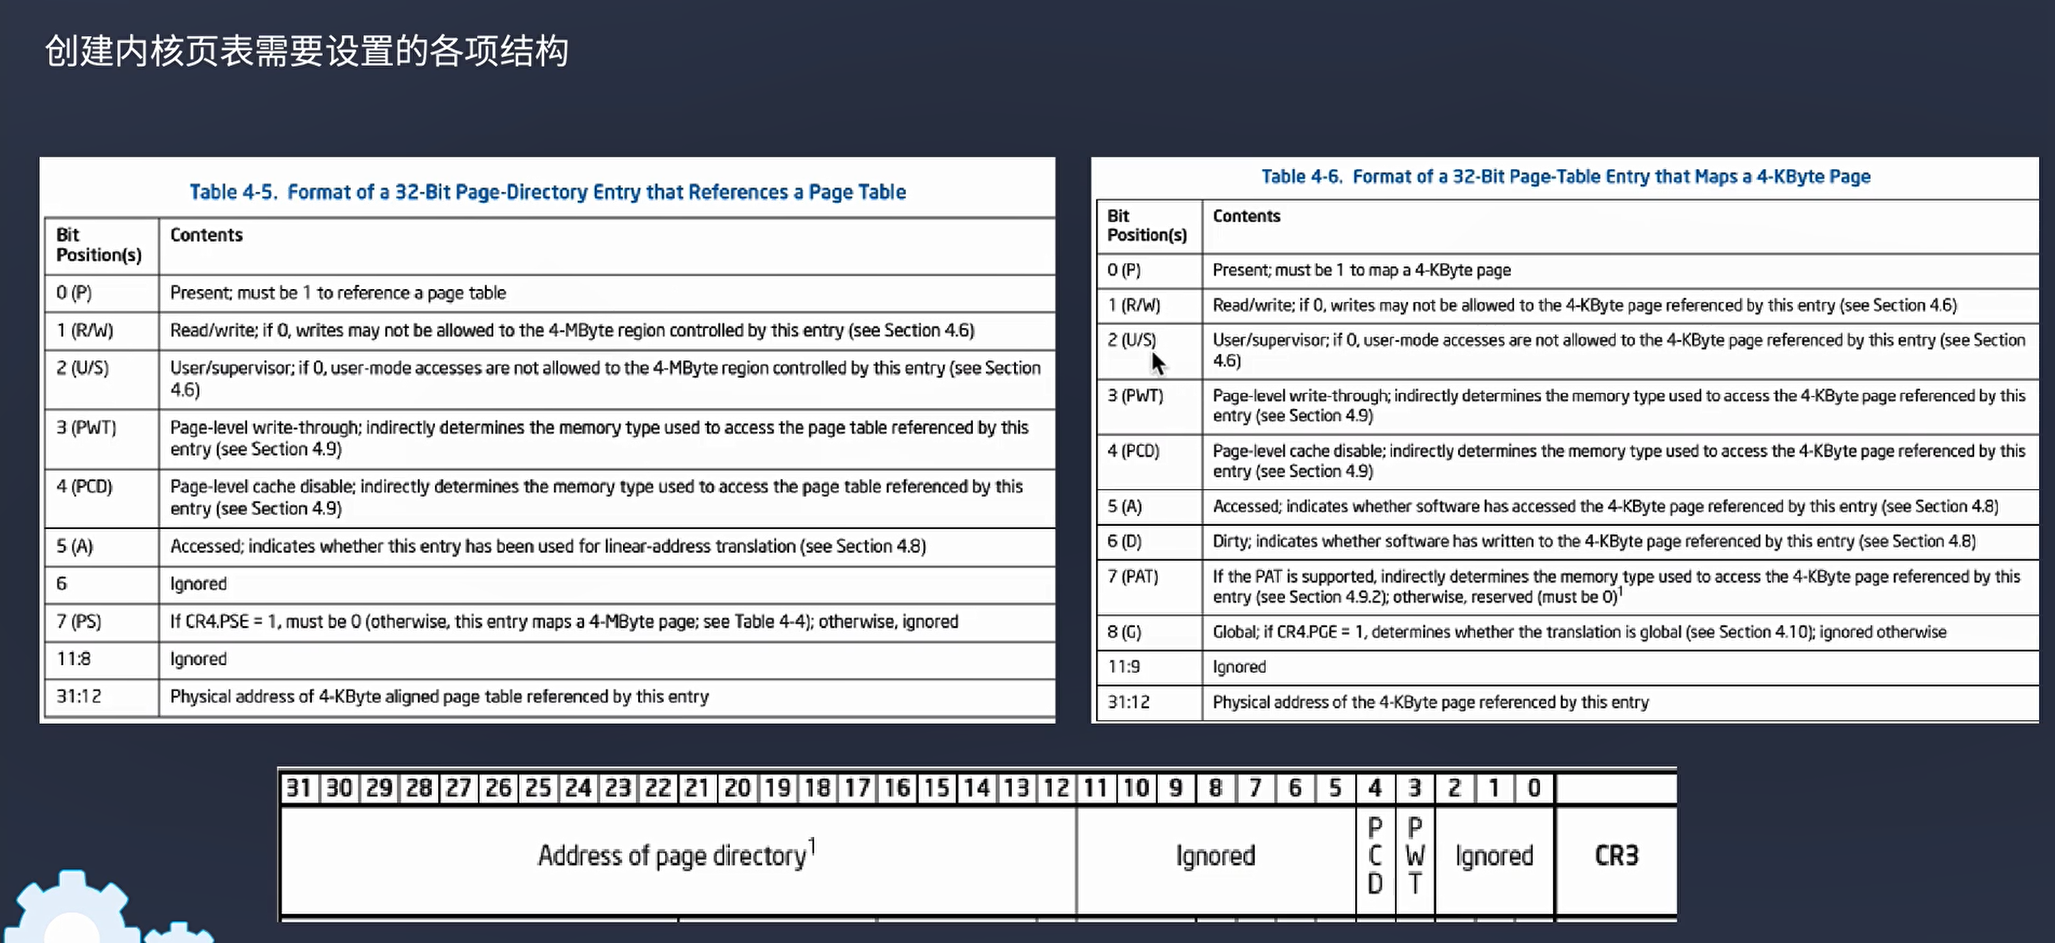 创建内核页表需要设置的各项结构
Table 4-5. Format of a 32-Bit Page-Directory Entry that References a Page Table
Bit Position(s) Contents
0 (P) Present; must be 1 to reference a page table
1 (R/W) Read/write; if 0, writes may not be allowed to the 4-MByte region controlled by this entry (see Section 4.6)
2 (U/S) User/supervisor; if 0, user-mode accesses are not allowed to the 4-MByte region controlled by this entry (see Section
4.6)
3 (PWT) Page-level write-through; indirectly determines the memory type used to access the page table referenced by this
entry (see Section 4.9)
4 (PCD) Page-level cache disable; indirectly determines the memory type used to access the page table referenced by this
entry (see Section 4.9)
5 (A) Accessed; indicates whether this entry has been used for linear-address translation (see Section 4.8)
6 Ignored
7 (PS) If CR4.PSE = 1, must be 0 (otherwise, this entry maps a 4-MByte page; see Table 4-4); otherwise, ignored
11:8 Ignored
31:12 Physical address of 4-KByte aligned page table referenced by this entry
Table 4-6. Format of a 32-Bit Page-Table Entry that Maps a 4-KByte Page
Bit Position(s) Contents
0 (P) Present; must be 1 to map a 4-KByte page
1 (R/W) Read/write; if 0, writes may not be allowed to the 4-KByte page referenced by this entry (see Section 4.6)
2 (U/S) User/supervisor; if 0, user-mode accesses are not allowed to the 4-KByte page referenced by this entry (see Section
4.6)
3 (PWT) Page-level write-through; indirectly determines the memory type used to access the 4-KByte page referenced by this
entry (see Section 4.9)
4 (PCD) Page-level cache disable; indirectly determines the memory type used to access the 4-KByte page referenced by this
entry (see Section 4.9)
5 (A) Accessed; indicates whether software has accessed the 4-KByte page referenced by this entry (see Section 4.8)
6 (D) Dirty; indicates whether software has written to the 4-KByte page referenced by this entry (see Section 4.8)
7 (PAT) If the PAT is supported, indirectly determines the memory type used to access the 4-KByte page referenced by this
entry (see Section 4.9.2); otherwise, reserved (must be 0)¹
8 (G) Global; if CR4.PGE = 1, determines whether the translation is global (see Section 4.10); ignored otherwise
11:9 Ignored
31:12 Physical address of the 4-KByte page referenced by this entry
31 30 29 28 27 26 25 24 23 22 21 20 19 18 17 16 15 14 13 12 11 10 9 8 7 6 5 4 3 2 1 0
Address of page directory¹ Ignored PCD PWT Ignored CR3